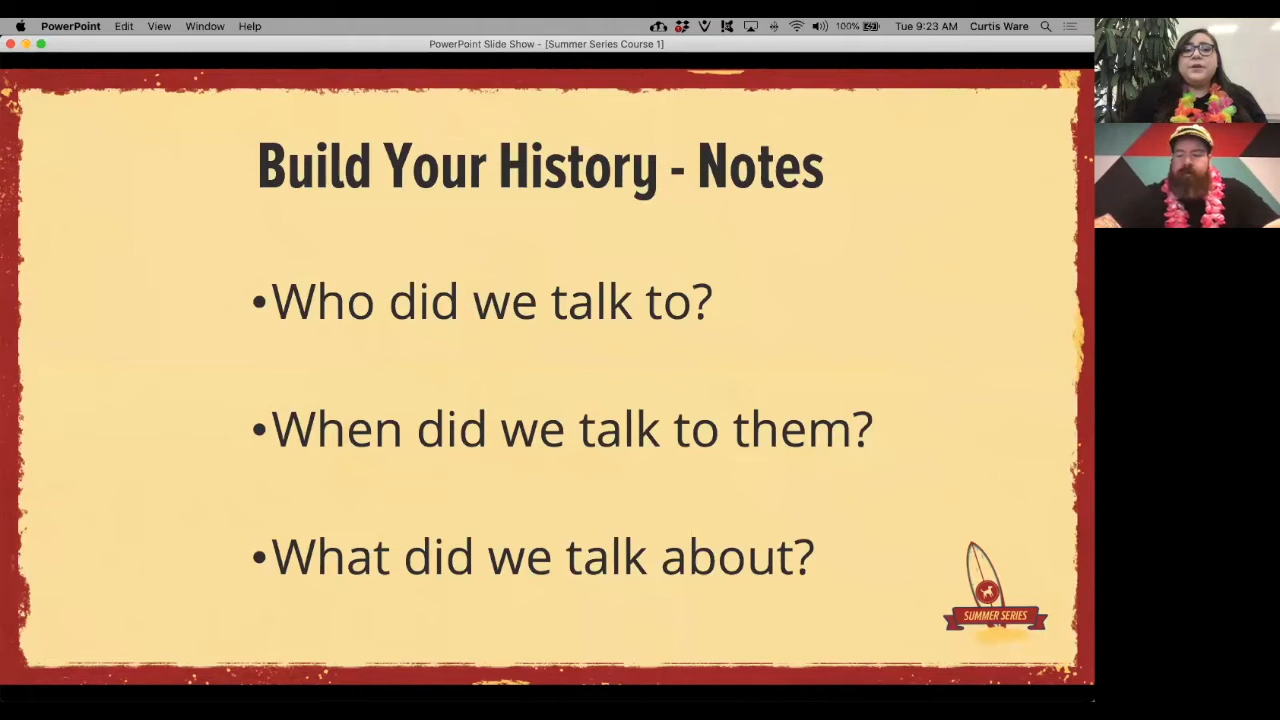 PowerPoint Edit View Window Help 100% Tue 9:23 AM Curtis Ware
PowerPoint Slide Show - [Summer Series Course 1]
Build Your History - Notes
•Who did we talk to?
•When did we talk to them?
•What did we talk about?
SUMMER SERIES